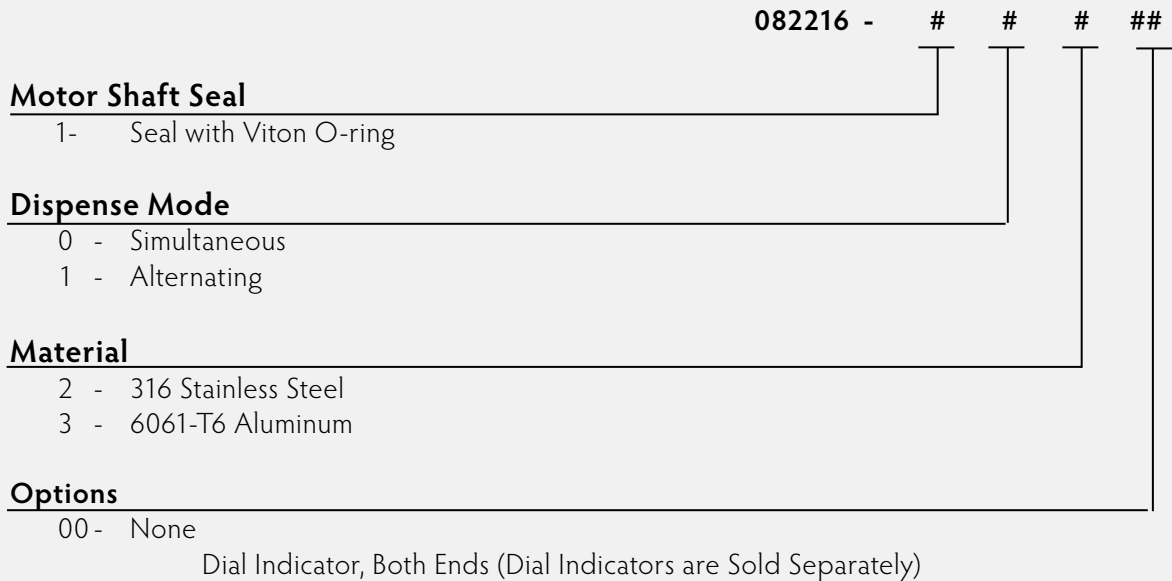 082216 - # # # ##
Motor Shaft Seal
1- Seal with Viton O-ring
Dispense Mode
0 - Simultaneous
1 - Alternating
Material
2 - 316 Stainless Steel
3 - 6061-T6 Aluminum
Options
00 - None
Dial Indicator, Both Ends (Dial Indicators are Sold Separately)